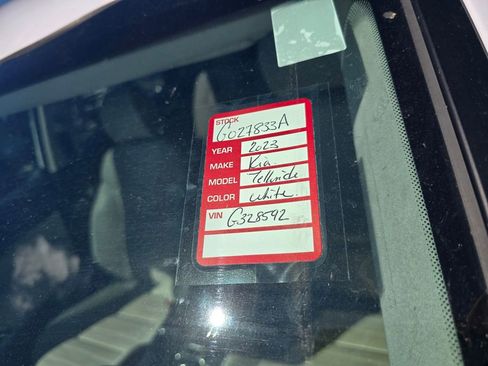 STOCK
G027833A
YEAR 2023
MAKE Kia
MODEL Telluride
COLOR White.
VIN G328592